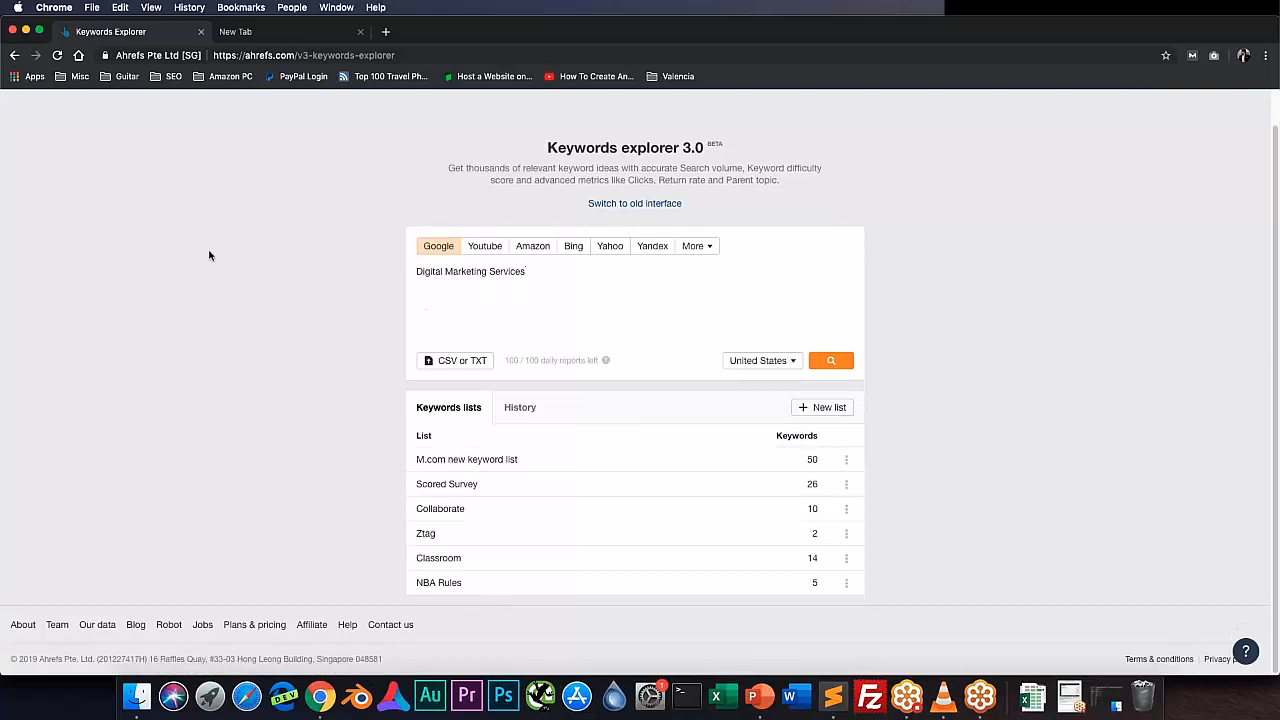 Chrome File Edit View History Bookmarks People Window Help
Keywords Explorer
New Tab
Ahrefs Pte Ltd [SG] https://ahrefs.com/v3-keywords-explorer
Apps Misc Guitar SEO Amazon PC PayPal Login Top 100 Travel Ph... Host a Website on... How To Create An... Valencia
Keywords explorer 3.0 BETA
Get thousands of relevant keyword ideas with accurate Search volume, Keyword difficulty
score and advanced metrics like Clicks, Return rate and Parent topic.
Switch to old interface
Google Youtube Amazon Bing Yahoo Yandex More
Digital Marketing Services
CSV or TXT 100 / 100 daily reports left United States
Keywords lists History + New list
List Keywords
M.com new keyword list 50
Scored Survey 26
Collaborate 10
Ztag 2
Classroom 14
NBA Rules 5
About Team Our data Blog Robot Jobs Plans & pricing Affiliate Help Contact us
?
© 2019 Ahrefs Pte. Ltd. (201227417H) 16 Raffles Quay, #33-03 Hong Leong Building, Singapore 048581
Terms & conditions Privacy
DEV Au Pr Ps 1 X P W S Fz